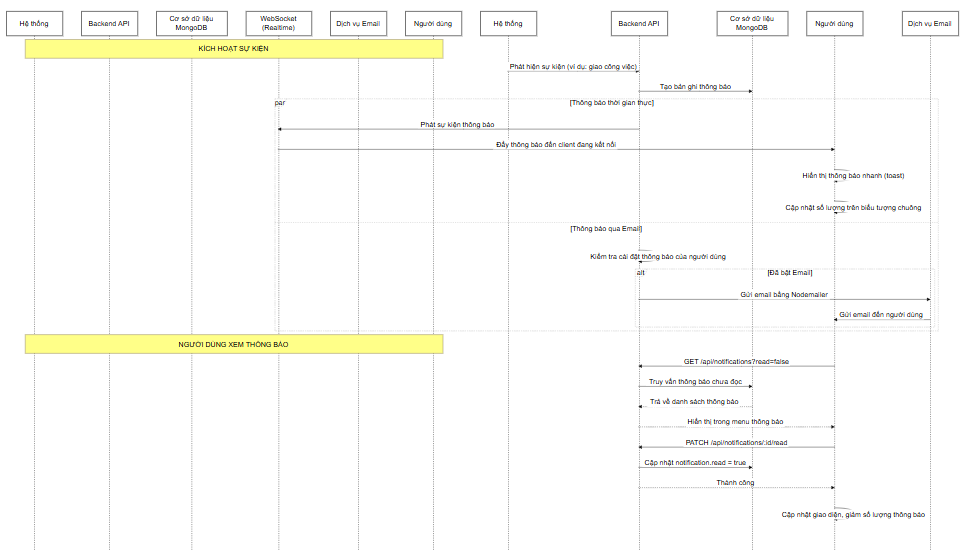 Hệ thống
Backend API
Cơ sở dữ liệu
MongoDB
WebSocket
(Realtime)
Dịch vụ Email
Người dùng
Hệ thống
Backend API
Cơ sở dữ liệu
MongoDB
Người dùng
Dịch vụ Email
KÍCH HOẠT SỰ KIỆN
Phát hiện sự kiện (ví dụ: giao công việc)
Tạo bản ghi thông báo
par
[Thông báo thời gian thực]
Phát sự kiện thông báo
Đẩy thông báo đến client đang kết nối
Hiển thị thông báo nhanh (toast)
Cập nhật số lượng trên biểu tượng chuông
[Thông báo qua Email]
Kiểm tra cài đặt thông báo của người dùng
alt
[Đã bật Email]
Gửi email bằng Nodemailer
Gửi email đến người dùng
NGƯỜI DÙNG XEM THÔNG BÁO
GET /api/notifications?read=false
Truy vấn thông báo chưa đọc
Trả về danh sách thông báo
Hiển thị trong menu thông báo
PATCH /api/notifications/:id/read
Cập nhật notification.read = true
Thành công
Cập nhật giao diện, giảm số lượng thông báo